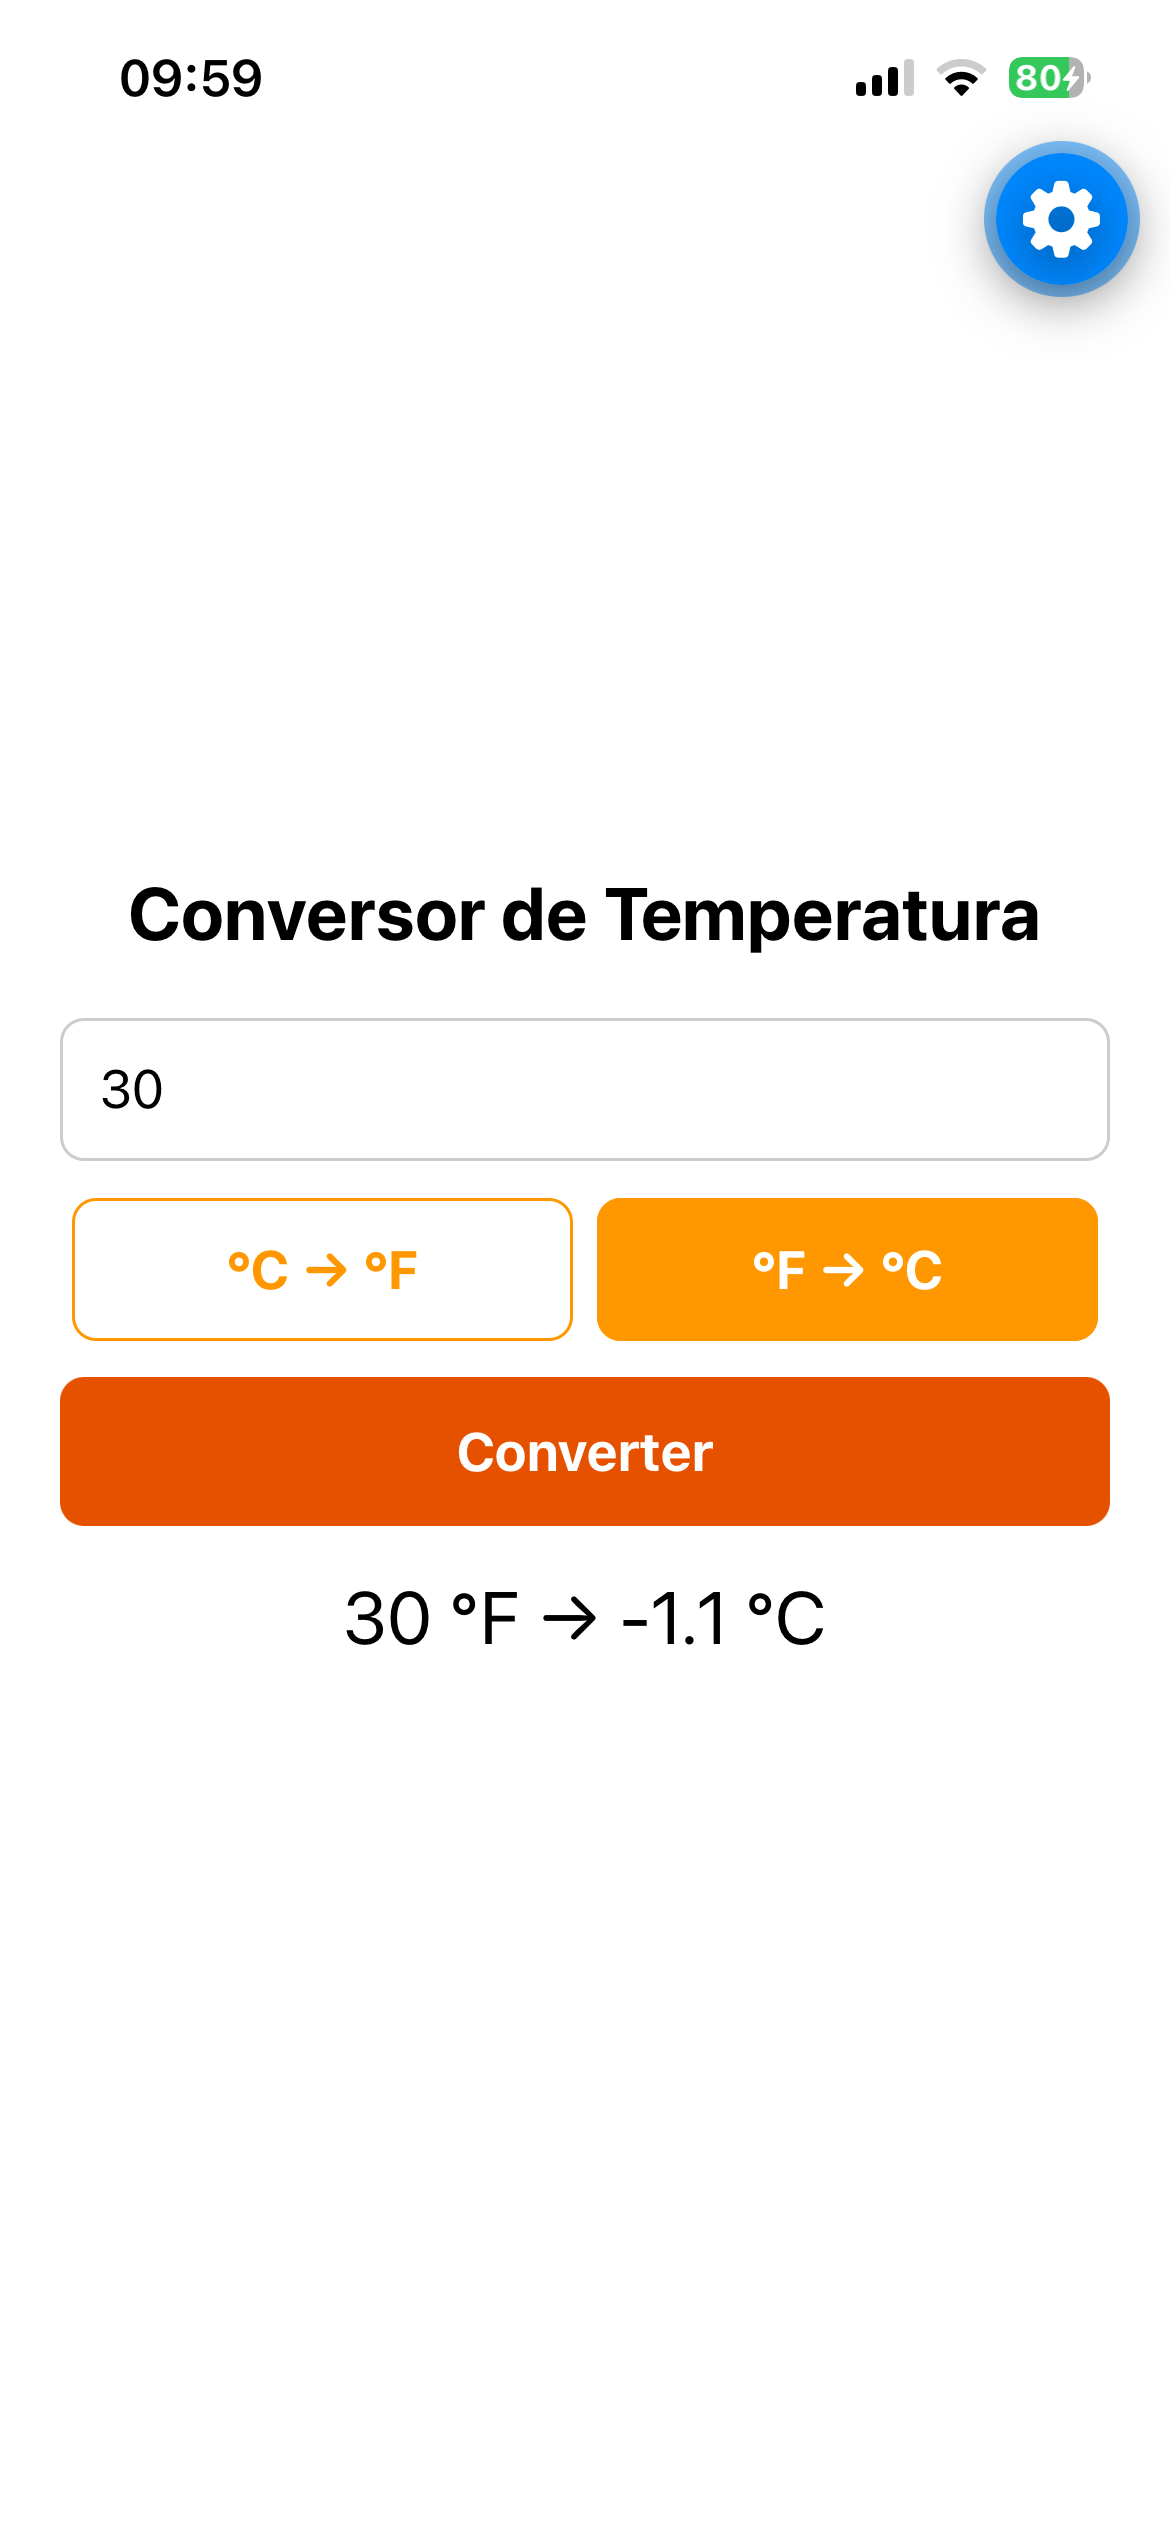 09:59
80
Conversor de Temperatura
30
°C → °F
°F → °C
Converter
30 °F → -1.1 °C